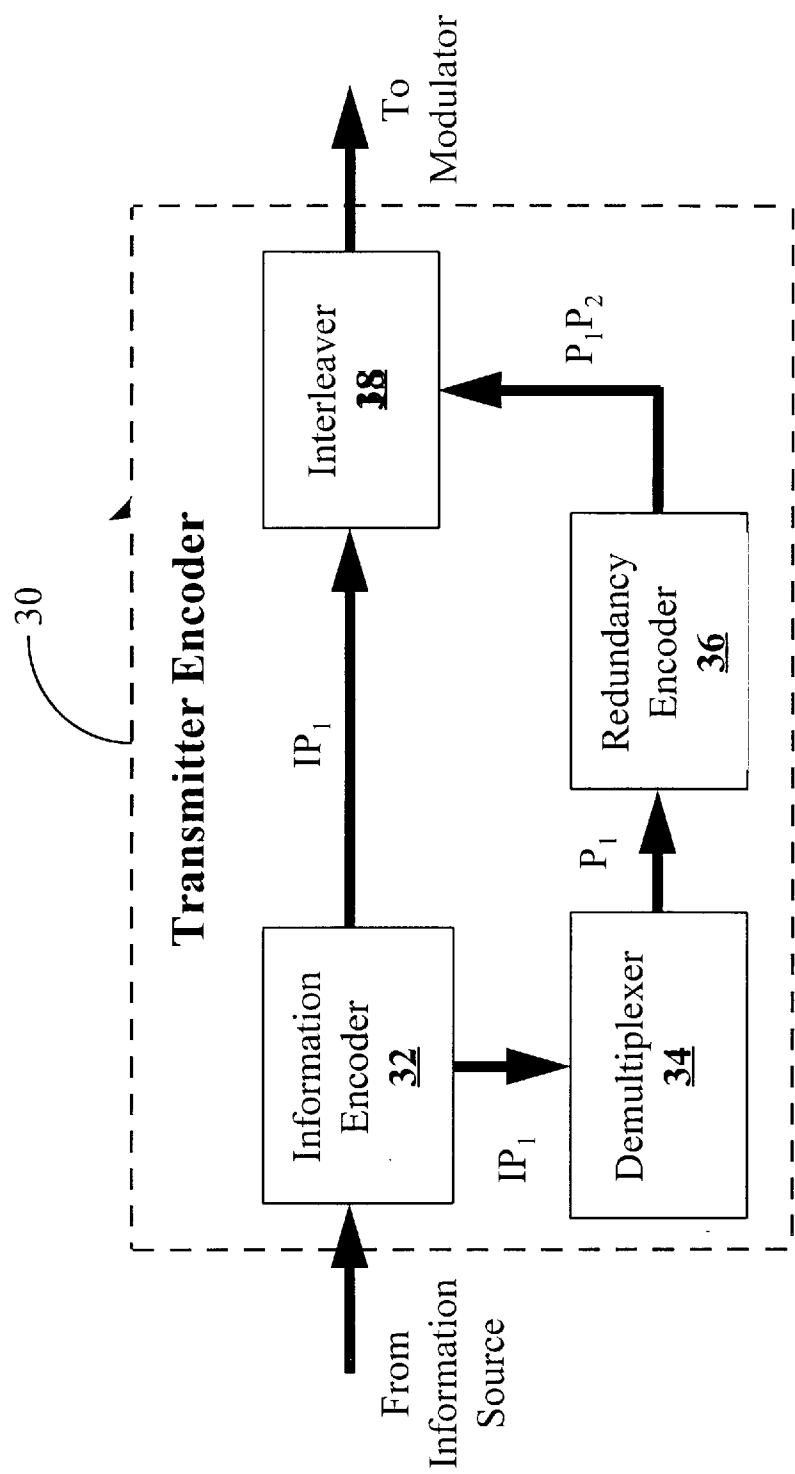 30
Transmitter Encoder
From
Information
Source
Information
Encoder
32
IP₁
Interleaver
38
To
Modulator
IP₁
Demultiplexer
34
P₁
Redundancy
Encoder
36
P₁P₂